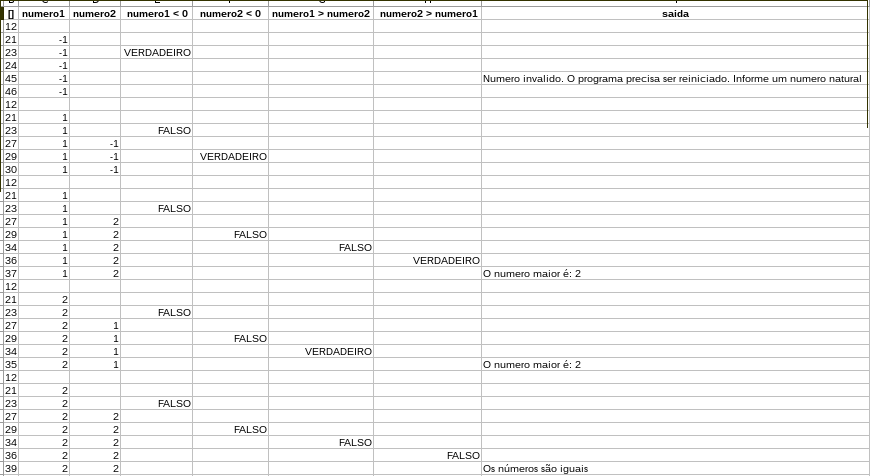 [] numero1 numero2 numero1 < 0 numero2 < 0 numero1 > numero2 numero2 > numero1 saida
12
21 -1
23 -1 VERDADEIRO
24 -1
45 -1 Numero invalido. O programa precisa ser reiniciado. Informe um numero natural
46 -1
12
21 1
23 1 FALSO
27 1 -1
29 1 -1 VERDADEIRO
30 1 -1
12
21 1
23 1 FALSO
27 1 2
29 1 2 FALSO
34 1 2 FALSO
36 1 2 VERDADEIRO
37 1 2 O numero maior é: 2
12
21 2
23 2 FALSO
27 2 1
29 2 1 FALSO
34 2 1 VERDADEIRO
35 2 1 O numero maior é: 2
12
21 2
23 2 FALSO
27 2 2
29 2 2 FALSO
34 2 2 FALSO
36 2 2 FALSO
39 2 2 Os números são iguais